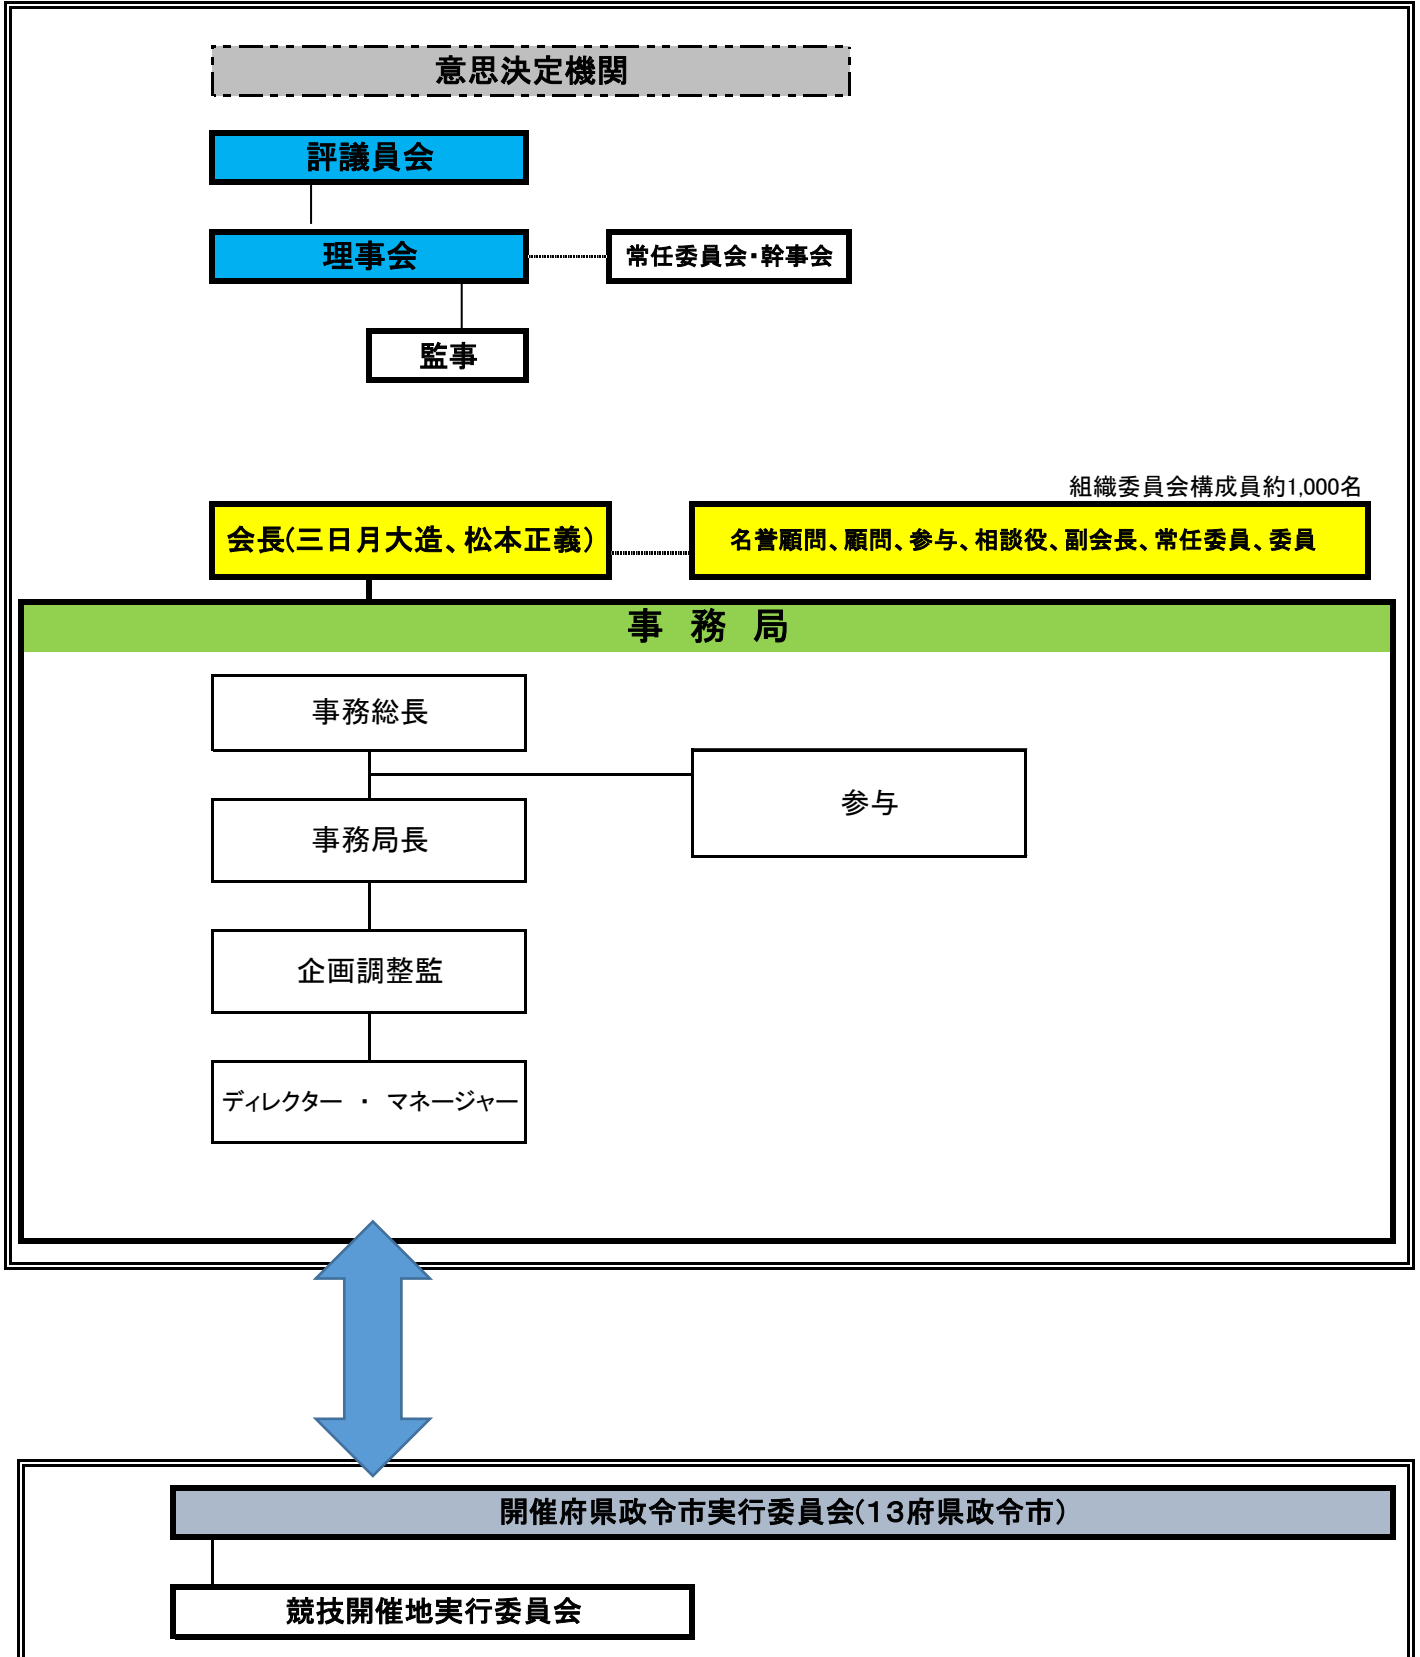 意思決定機関
評議員会
理事会
常任委員会・幹事会
監事
組織委員会構成員約1,000名
会長(三日月大造、松本正義)
名誉顧問、顧問、参与、相談役、副会長、常任委員、委員
事　務　局
事務総長
参与
事務局長
企画調整監
ディレクター ・ マネージャー
開催府県政令市実行委員会(13府県政令市)
競技開催地実行委員会